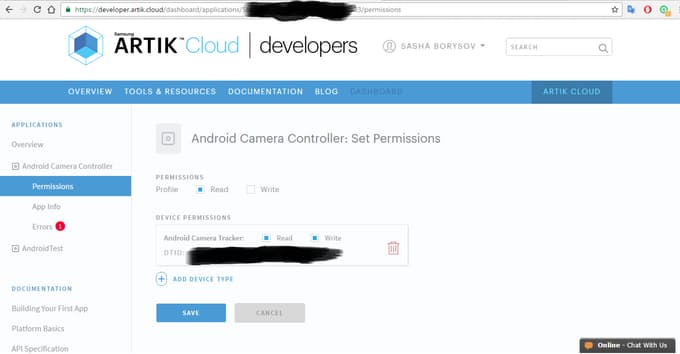 https://developer.artik.cloud/dashboard/applications/ 3/permissions
Samsung
ARTIK™ Cloud developers
SASHA BORYSOV
SEARCH
OVERVIEW TOOLS & RESOURCES DOCUMENTATION BLOG DASHBOARD ARTIK CLOUD
APPLICATIONS
Overview
Android Camera Controller
Permissions
App Info
Errors 1
AndroidTest
DOCUMENTATION
Building Your First App
Platform Basics
API Specification
Android Camera Controller: Set Permissions
PERMISSIONS
Profile Read Write
DEVICE PERMISSIONS
Android Camera Tracker: Read Write
DTID:
ADD DEVICE TYPE
SAVE CANCEL
Online - Chat With Us